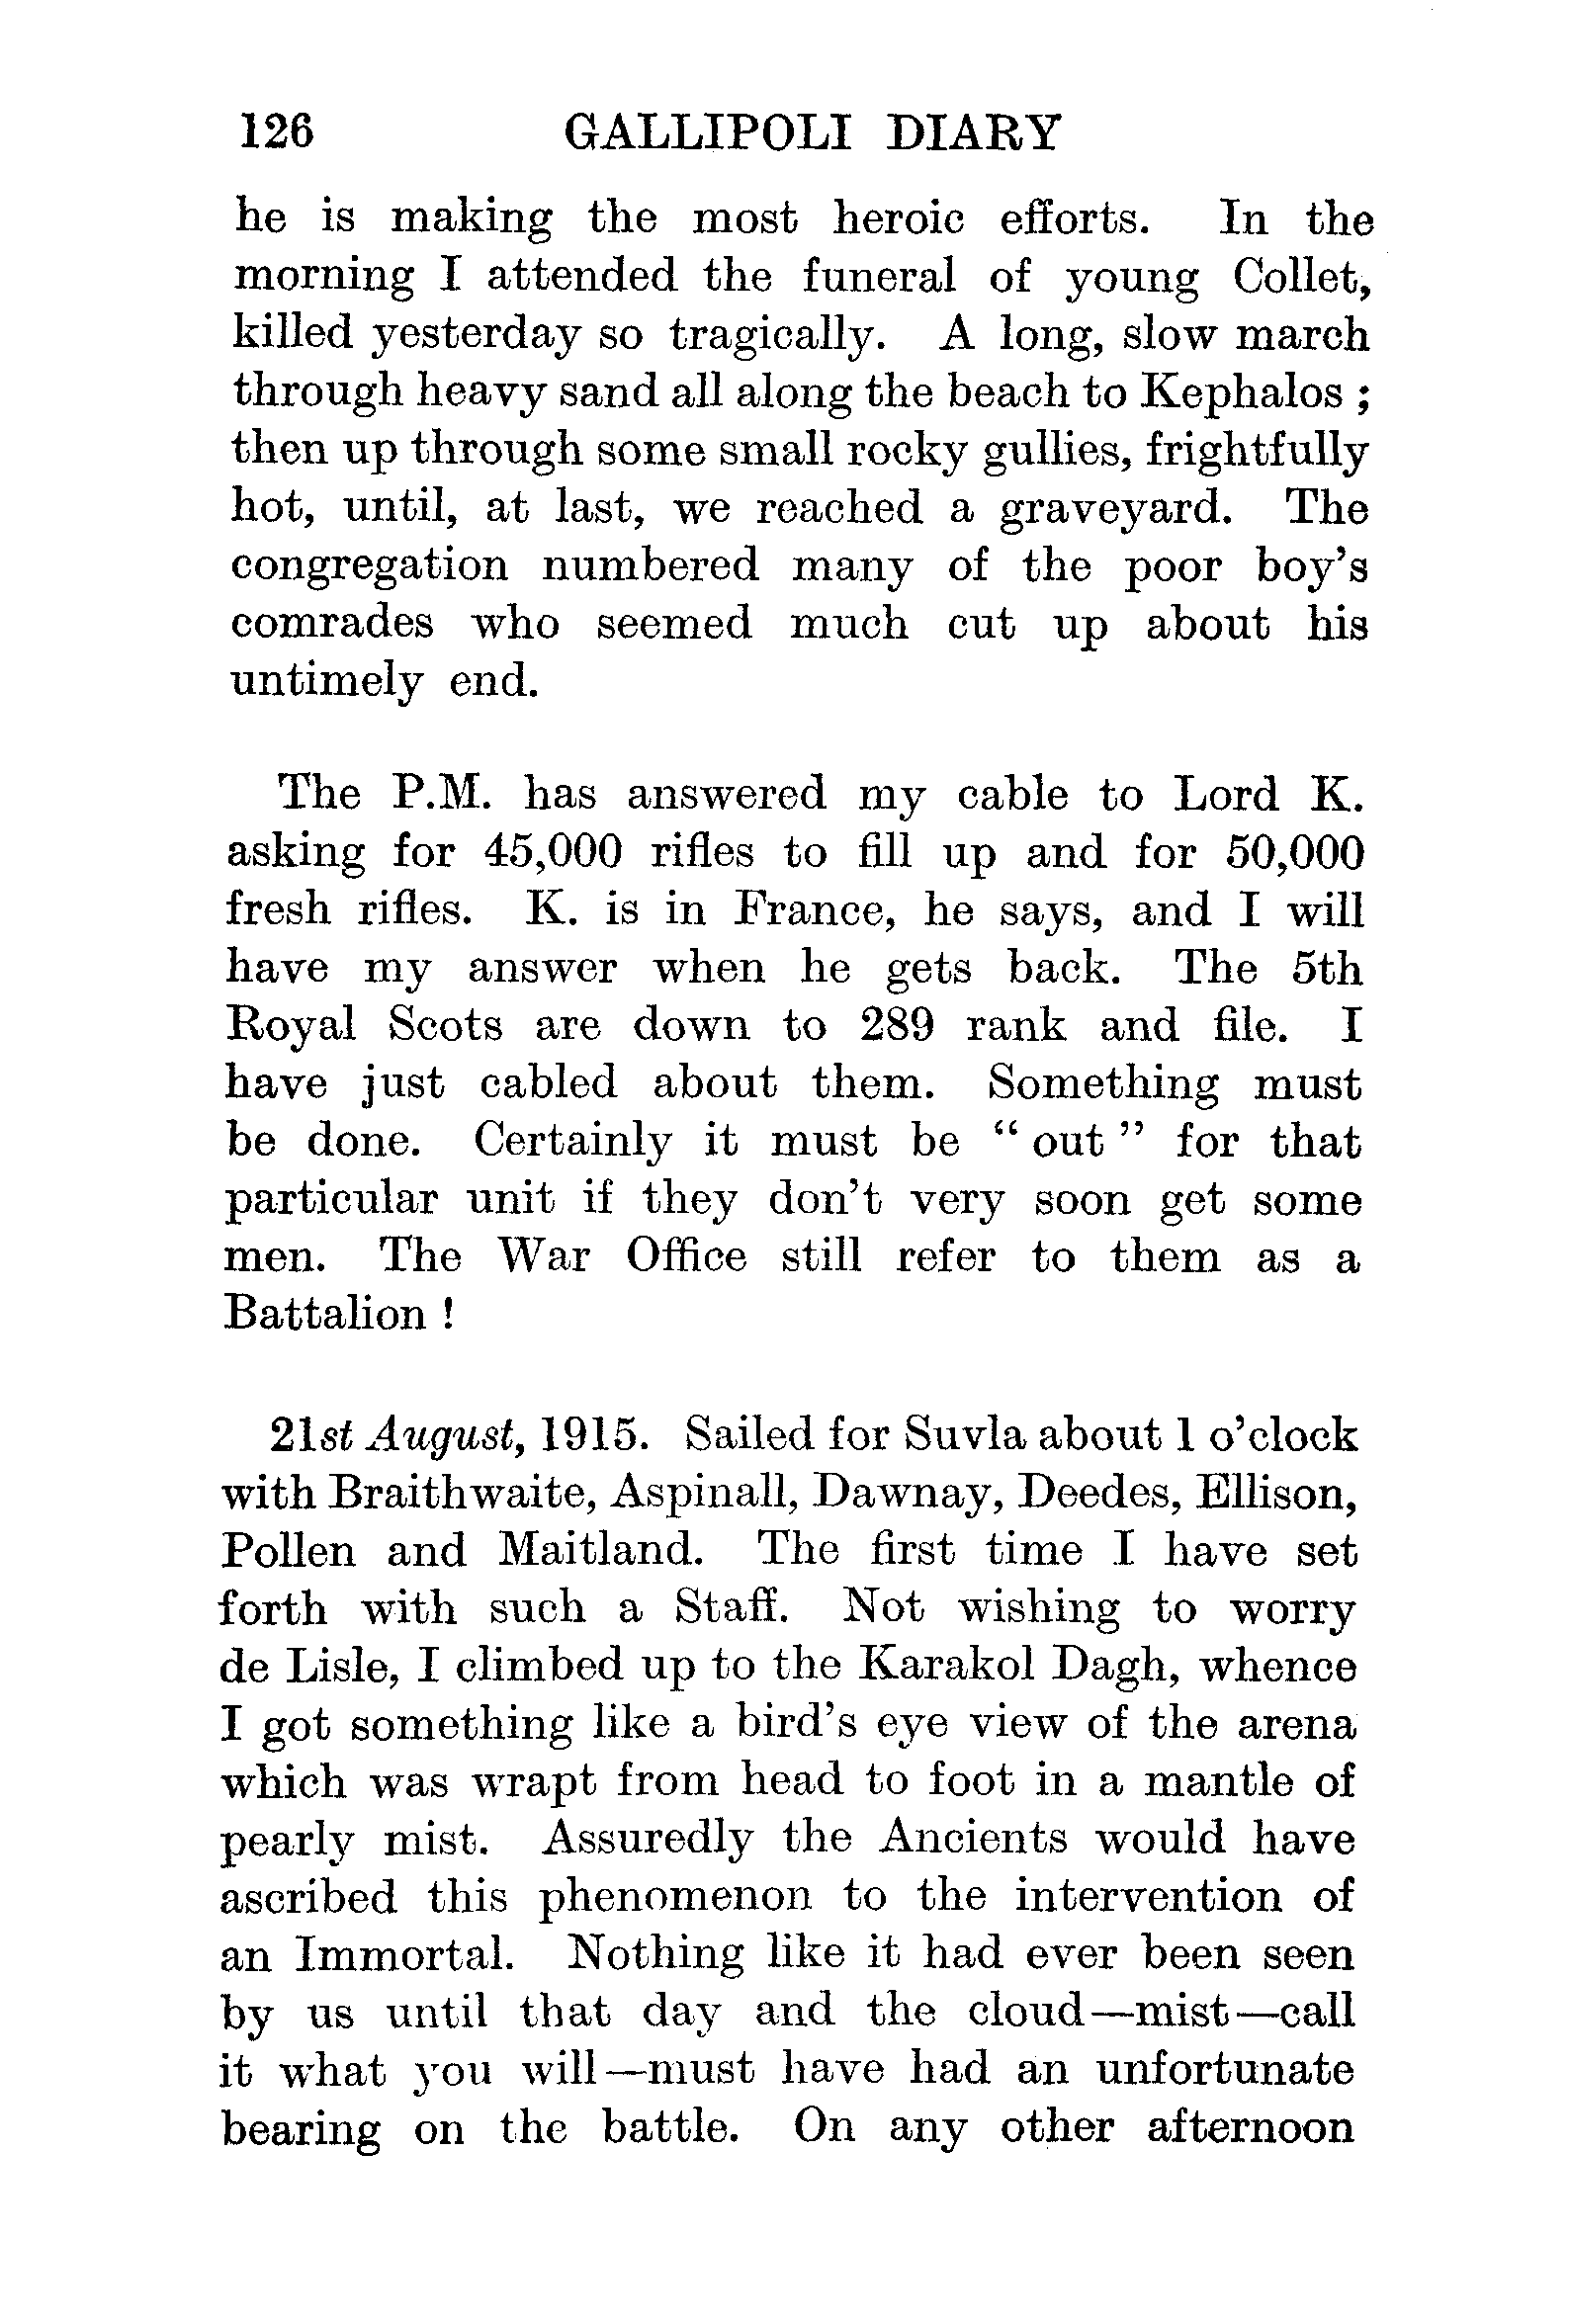 126 GALLIPOLI DIARY
he is making the most heroic efforts. In the
morning I attended the funeral of young Collet,
killed yesterday so tragically. A long, slow march
through heavy sand all along the beach to Kephalos ;
then up through some small rocky gullies, frightfully
hot, until, at last, we reached a graveyard. The
congregation numbered many of the poor boy's
comrades who seemed much cut up about his
untimely end.
The P.M. has answered my cable to Lord K.
asking for 45,000 rifles to fill up and for 50,000
fresh rifles. K. is in France, he says, and I will
have my answer when he gets back. The 5th
Royal Scots are down to 289 rank and file. I
have just cabled about them. Something must
be done. Certainly it must be “ out ” for that
particular unit if they don't very soon get some
men. The War Office still refer to them as a
Battalion !
21st August, 1915. Sailed for Suvla about 1 o'clock
with Braithwaite, Aspinall, Dawnay, Deedes, Ellison,
Pollen and Maitland. The first time I have set
forth with such a Staff. Not wishing to worry
de Lisle, I climbed up to the Karakol Dagh, whence
I got something like a bird's eye view of the arena
which was wrapt from head to foot in a mantle of
pearly mist. Assuredly the Ancients would have
ascribed this phenomenon to the intervention of
an Immortal. Nothing like it had ever been seen
by us until that day and the cloud—mist—call
it what you will—must have had an unfortunate
bearing on the battle. On any other afternoon